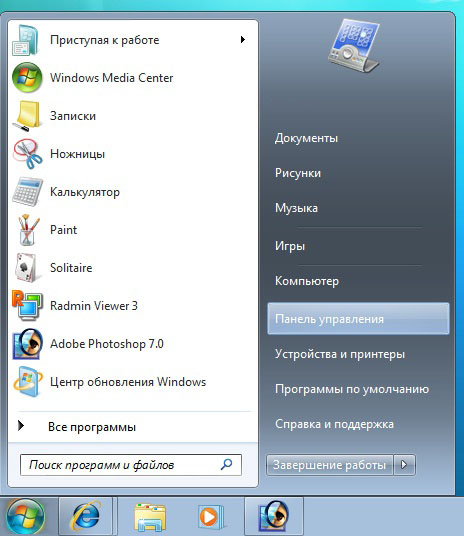 Приступая к работе
Windows Media Center
Записки
Ножницы
Калькулятор
Paint
Solitaire
Radmin Viewer 3
Adobe Photoshop 7.0
Центр обновления Windows
Все программы
Поиск программ и файлов
Документы
Рисунки
Музыка
Игры
Компьютер
Панель управления
Устройства и принтеры
Программы по умолчанию
Справка и поддержка
Завершение работы